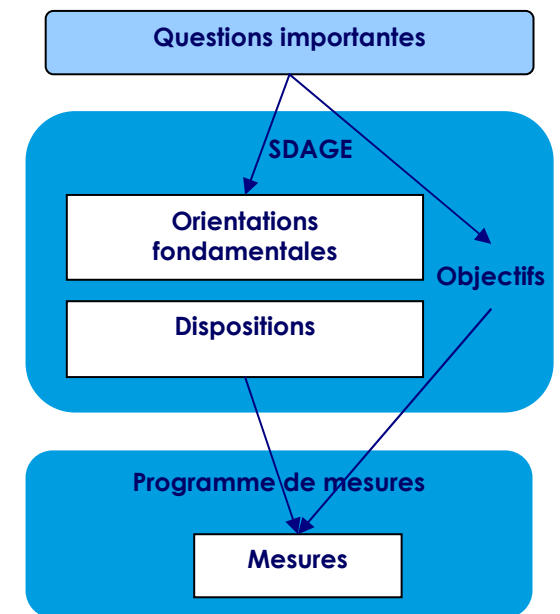 Questions importantes
SDAGE
Orientations
fondamentales
Objectifs
Dispositions
Programme de mesures
Mesures